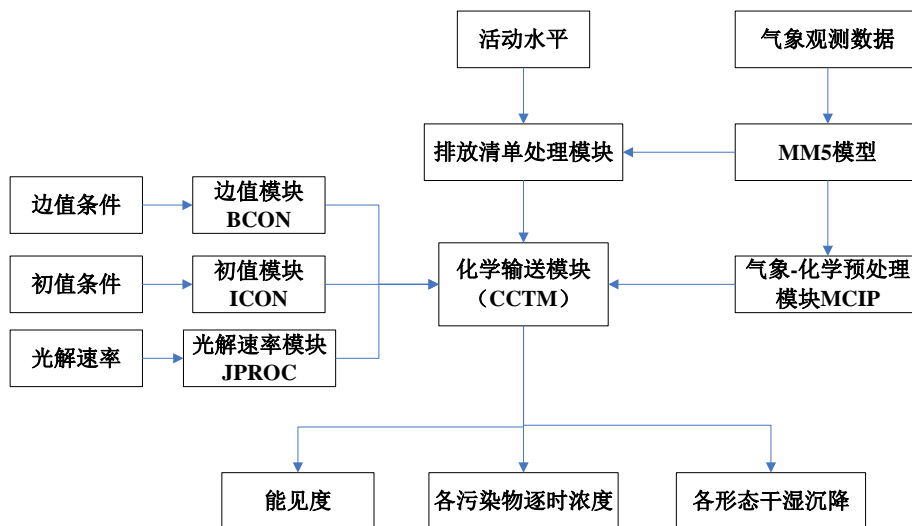 活动水平
气象观测数据
排放清单处理模块
MM5模型
边值条件
边值模块
BCON
初值条件
初值模块
ICON
化学输送模块
（CCTM）
气象-化学预处理
模块MCIP
光解速率
光解速率模块
JPROC
能见度
各污染物逐时浓度
各形态干湿沉降